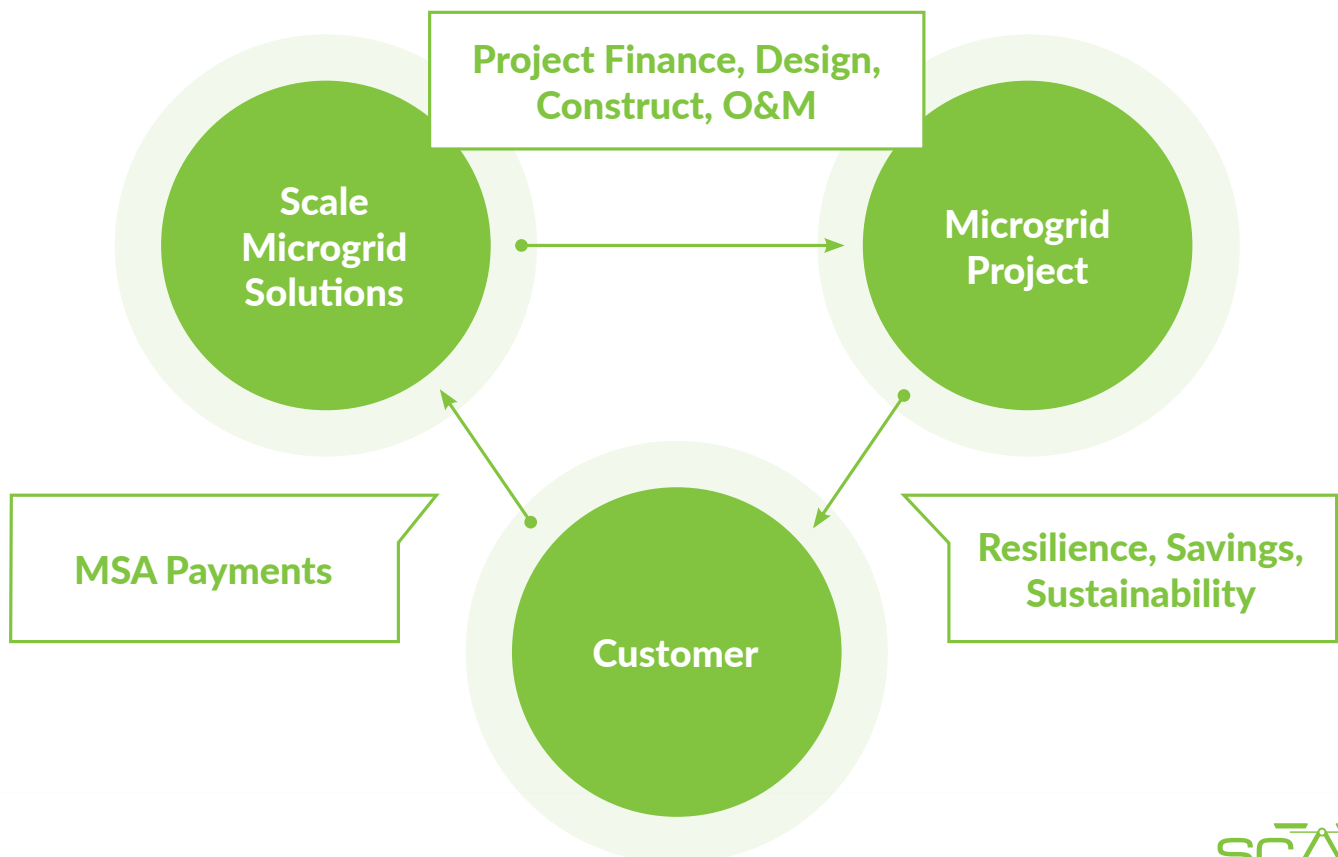 Project Finance, Design,
Construct, O&M
Scale
Microgrid
Solutions
Microgrid
Project
MSA Payments
Resilience, Savings,
Sustainability
Customer